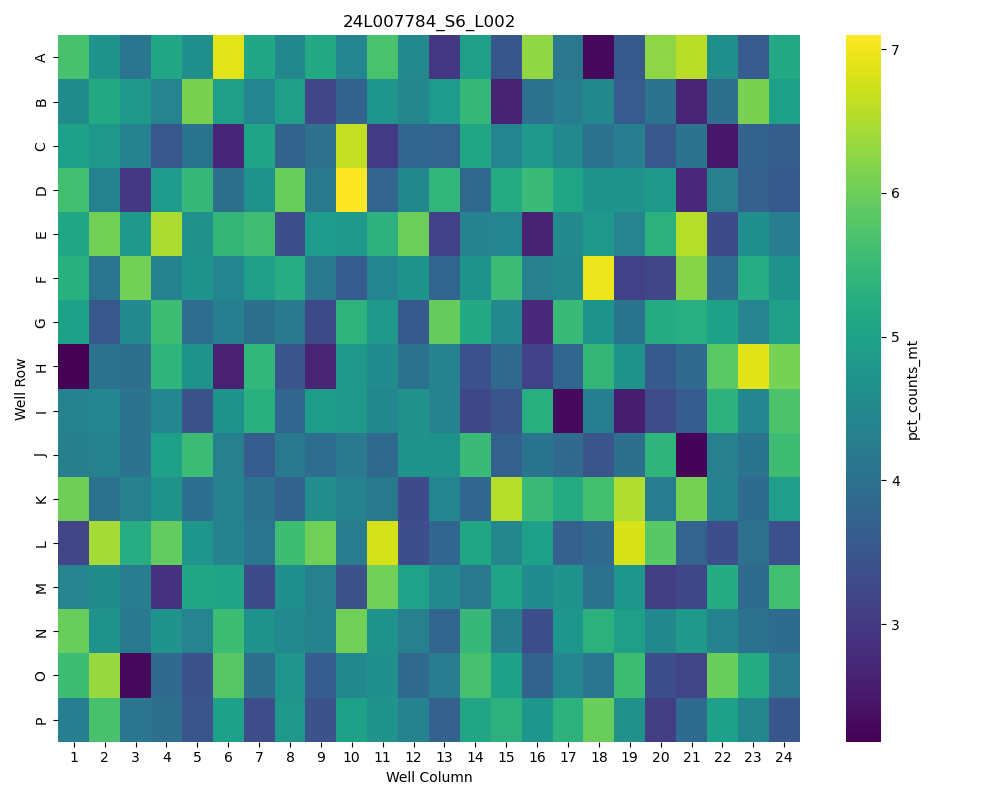 24L007784_S6_L002
Well Row
A
B
C
D
E
F
G
H
I
J
K
L
M
N
O
P
1 2 3 4 5 6 7 8 9 10 11 12 13 14 15 16 17 18 19 20 21 22 23 24
Well Column
7
6
5
4
3
pct_counts_mt